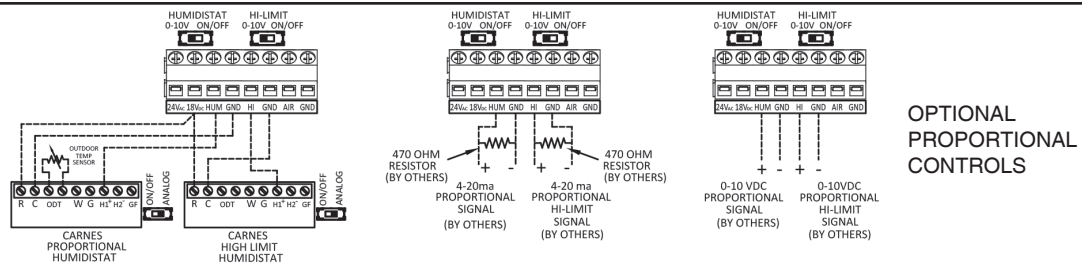 HUMIDISTAT HI-LIMIT
0-10V ON/OFF 0-10V ON/OFF
24VAC 18VDC HUM GND HI GND AIR GND
OUTDOOR
TEMP
SENSOR
R C ODT W G H1+ H2- GF
ON/OFF
ANALOG
CARNES
PROPORTIONAL
HUMIDISTAT
R C ODT W G H1+ H2- GF
ON/OFF
ANALOG
CARNES
HIGH LIMIT
HUMIDISTAT
HUMIDISTAT HI-LIMIT
0-10V ON/OFF 0-10V ON/OFF
24VAC 18VDC HUM GND HI GND AIR GND
470 OHM
RESISTOR
(BY OTHERS)
+ -
4-20ma
PROPORTIONAL
SIGNAL
(BY OTHERS)
+ -
4-20 ma
PROPORTIONAL
HI-LIMIT
SIGNAL
(BY OTHERS)
470 OHM
RESISTOR
(BY OTHERS)
HUMIDISTAT HI-LIMIT
0-10V ON/OFF 0-10V ON/OFF
24VAC 18VDC HUM GND HI GND AIR GND
+ - + -
0-10 VDC
PROPORTIONAL
SIGNAL
(BY OTHERS)
0-10VDC
PROPORTIONAL
HI-LIMIT
SIGNAL
(BY OTHERS)
OPTIONAL
PROPORTIONAL
CONTROLS